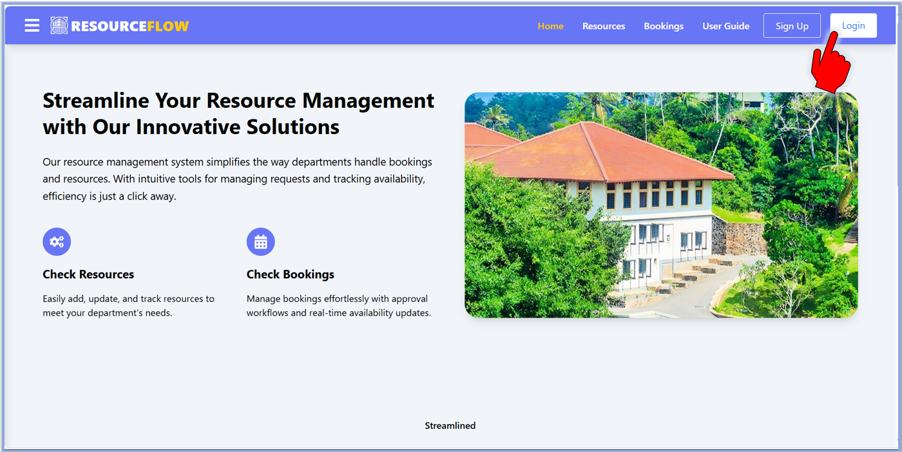 RESOURCEFLOW
Home
Resources
Bookings
User Guide
Sign Up
Login
Streamline Your Resource Management
with Our Innovative Solutions
Our resource management system simplifies the way departments handle bookings
and resources. With intuitive tools for managing requests and tracking availability,
efficiency is just a click away.
Check Resources
Easily add, update, and track resources to
meet your department's needs.
Check Bookings
Manage bookings effortlessly with approval
workflows and real-time availability updates.
Streamlined